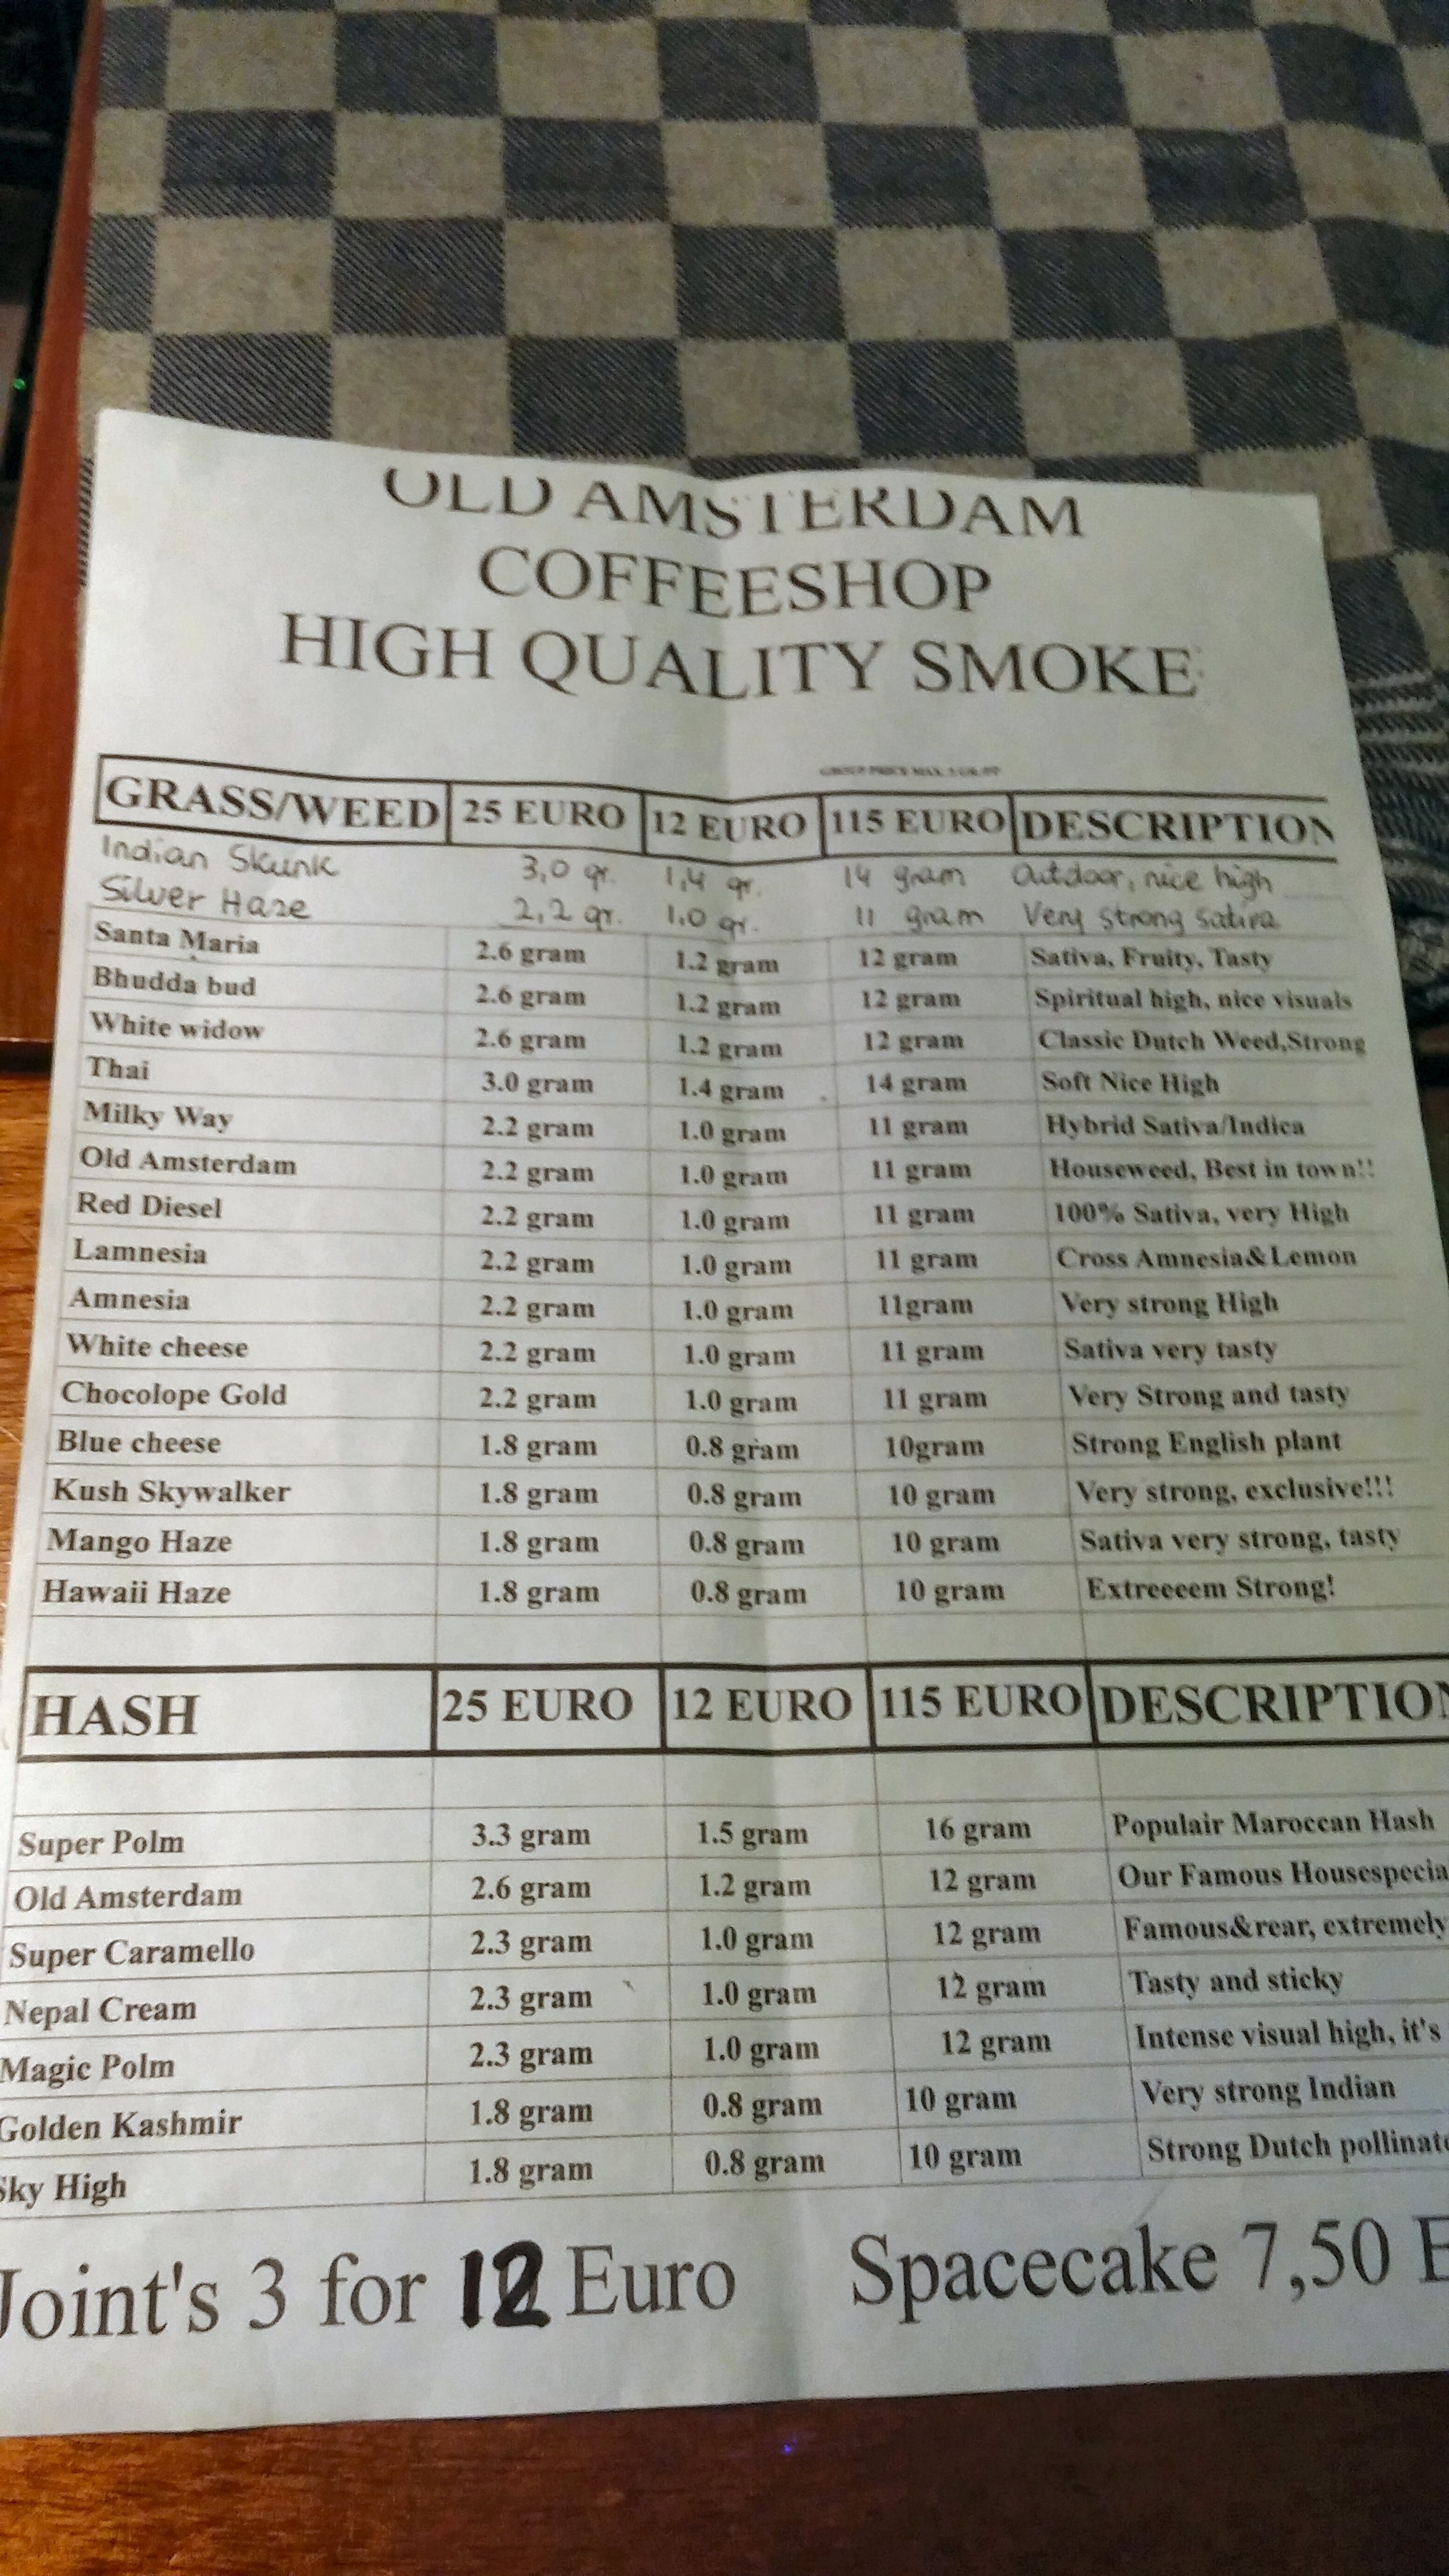 OLD AMSTERDAM
COFFEESHOP
HIGH QUALITY SMOKE
GROUP PRICE MAX. 5 GR./PP
GRASS/WEED 25 EURO 12 EURO 115 EURO DESCRIPTION
Indian Skunk 3,0 gr. 1,4 gr. 14 gram Outdoor, nice high
Silver Haze 2,2 gr. 1.0 gr. 11 gram Very strong sativa
Santa Maria 2.6 gram 1.2 gram 12 gram Sativa, Fruity, Tasty
Bhudda bud 2.6 gram 1.2 gram 12 gram Spiritual high, nice visuals
White widow 2.6 gram 1.2 gram 12 gram Classic Dutch Weed,Strong
Thai 3.0 gram 1.4 gram 14 gram Soft Nice High
Milky Way 2.2 gram 1.0 gram 11 gram Hybrid Sativa/Indica
Old Amsterdam 2.2 gram 1.0 gram 11 gram Houseweed, Best in town!!
Red Diesel 2.2 gram 1.0 gram 11 gram 100% Sativa, very High
Lamnesia 2.2 gram 1.0 gram 11 gram Cross Amnesia&Lemon
Amnesia 2.2 gram 1.0 gram 11gram Very strong High
White cheese 2.2 gram 1.0 gram 11 gram Sativa very tasty
Chocolope Gold 2.2 gram 1.0 gram 11 gram Very Strong and tasty
Blue cheese 1.8 gram 0.8 gram 10gram Strong English plant
Kush Skywalker 1.8 gram 0.8 gram 10 gram Very strong, exclusive!!!
Mango Haze 1.8 gram 0.8 gram 10 gram Sativa very strong, tasty
Hawaii Haze 1.8 gram 0.8 gram 10 gram Extreeeem Strong!
HASH 25 EURO 12 EURO 115 EURO DESCRIPTION
Super Polm 3.3 gram 1.5 gram 16 gram Populair Maroccan Hash
Old Amsterdam 2.6 gram 1.2 gram 12 gram Our Famous Housespecia
Super Caramello 2.3 gram 1.0 gram 12 gram Famous&rear, extremely
Nepal Cream 2.3 gram 1.0 gram 12 gram Tasty and sticky
Magic Polm 2.3 gram 1.0 gram 12 gram Intense visual high, it's
Golden Kashmir 1.8 gram 0.8 gram 10 gram Very strong Indian
Sky High 1.8 gram 0.8 gram 10 gram Strong Dutch pollinat
Joint's 3 for 12 Euro Spacecake 7,50 E